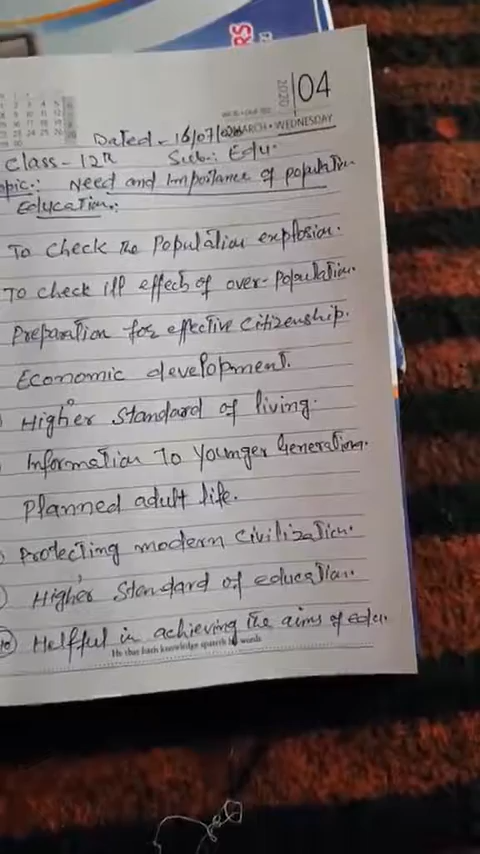 RS
04
2020
MARCH • WEDNESDAY
Dated - 16/07/
Class - 12th Sub:- Edu.
opic:- Need and Importance of population
Education:
To check the Population explosion.
To check ill effects of over-Population.
Preparation for effective Citizenship.
Economic development.
Higher Standard of living.
Information To Younger Generation.
Planned adult life.
Protecting modern Civilization.
Higher Standard of education.
10 Helpful in achieving the aims of edu.
He that hath knowledge spareth his words